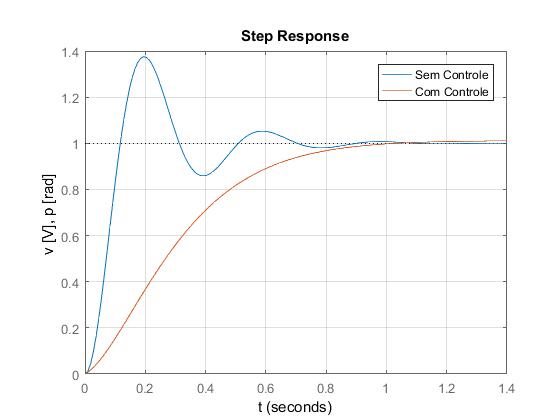 Step Response
1.4
1.2
1
0.8
0.6
0.4
0.2
0
v [V], p [rad]
Sem Controle
Com Controle
0 0.2 0.4 0.6 0.8 1 1.2 1.4
t (seconds)